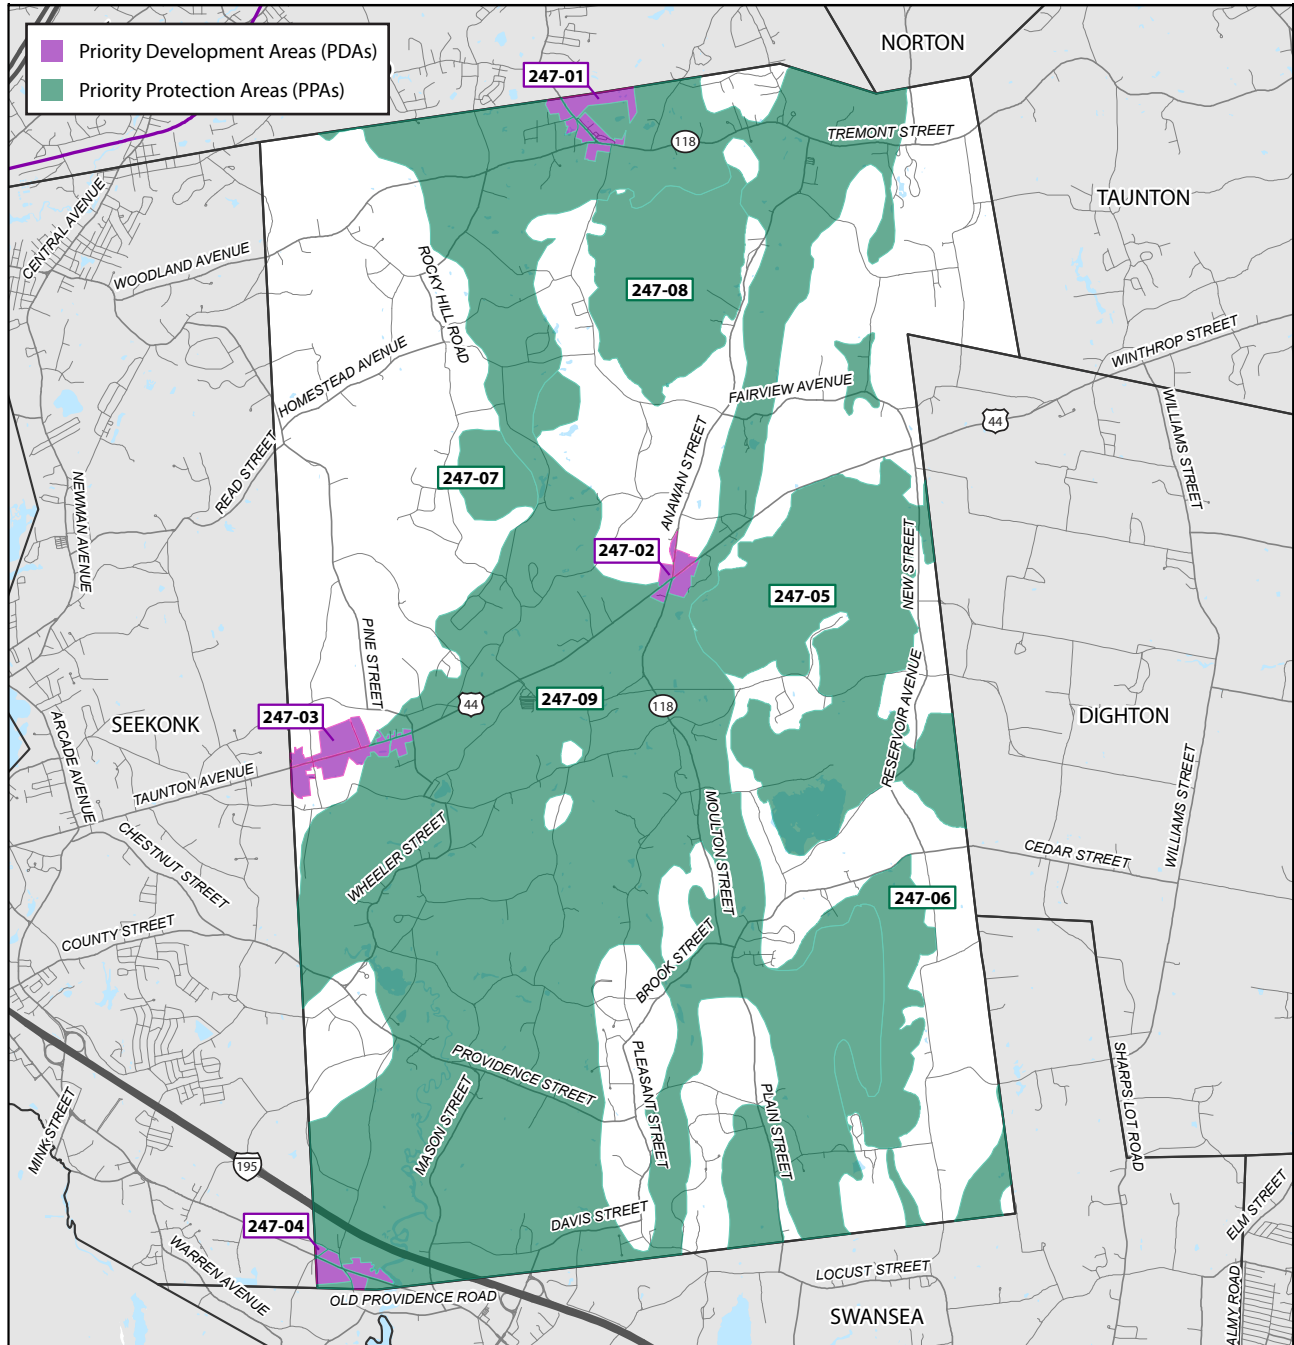 Priority Development Areas (PDAs)
Priority Protection Areas (PPAs)
NORTON
247-01
118
TREMONT STREET
TAUNTON
CENTRAL AVENUE
WOODLAND AVENUE
ROCKY HILL ROAD
247-08
HOMESTEAD AVENUE
WINTHROP STREET
FAIRVIEW AVENUE
44
WILLIAMS STREET
READ STREET
247-07
ANAWAN STREET
NEWMAN AVENUE
247-02
NEW STREET
247-05
PINE STREET
RESERVOIR AVENUE
247-09
44
118
SEEKONK
247-03
DIGHTON
ARCADE AVENUE
TAUNTON AVENUE
WILLIAMS STREET
MOULTON STREET
CHESTNUT STREET
WHEELER STREET
CEDAR STREET
247-06
COUNTY STREET
BROOK STREET
PROVIDENCE STREET
PLEASANT STREET
PLAIN STREET
SHARPS LOT ROAD
MINK STREET
MASON STREET
195
247-04
DAVIS STREET
ELM STREET
WARREN AVENUE
LOCUST STREET
OLD PROVIDENCE ROAD
SWANSEA
ALMY ROAD